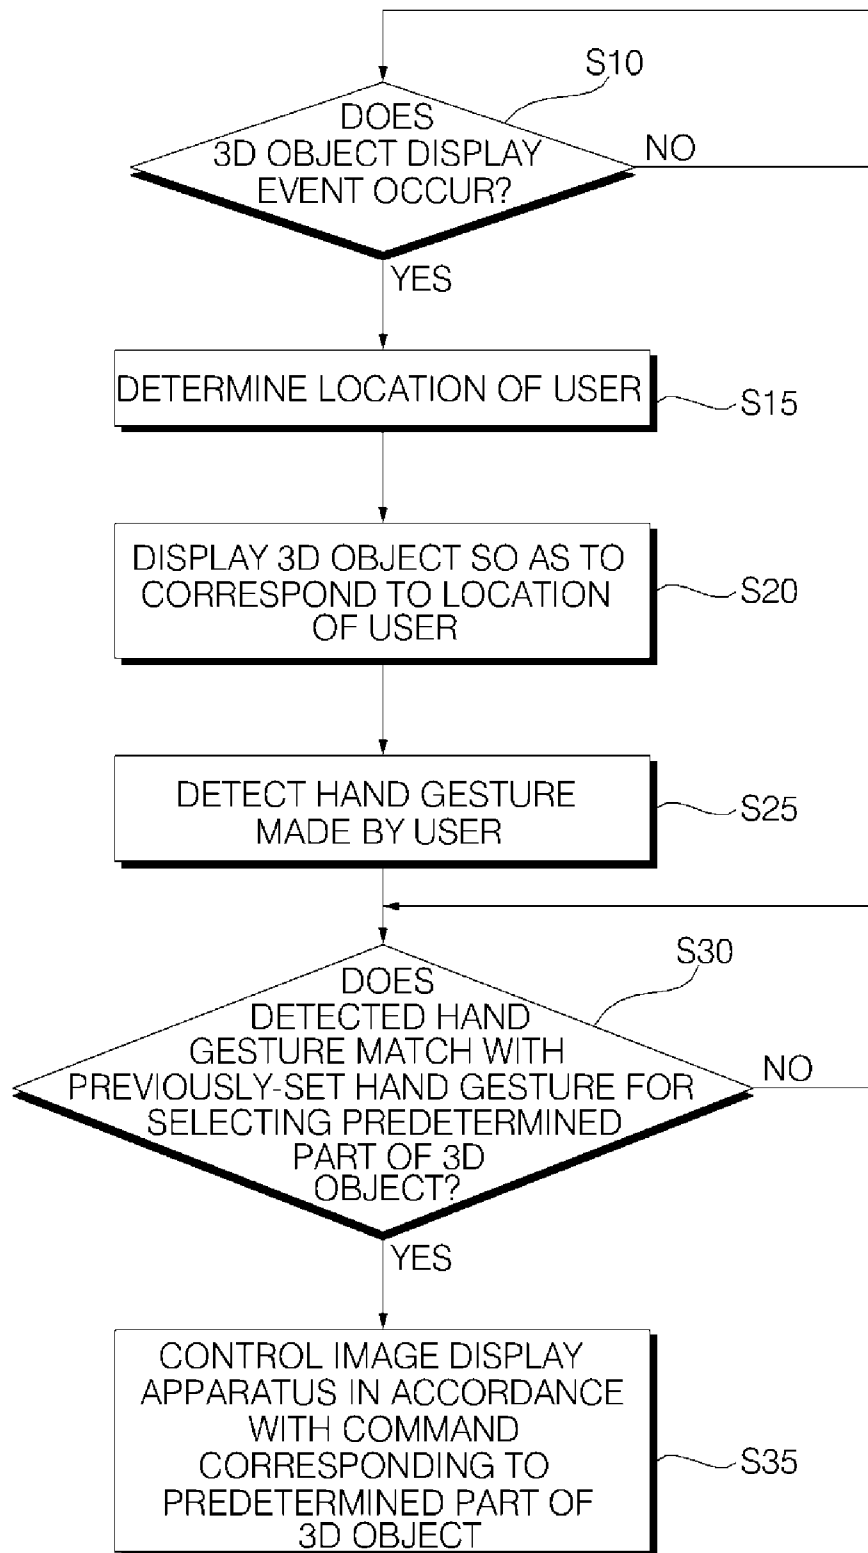 S10
DOES
3D OBJECT DISPLAY
EVENT OCCUR?
NO
YES
DETERMINE LOCATION OF USER
S15
DISPLAY 3D OBJECT SO AS TO
CORRESPOND TO LOCATION
OF USER
S20
DETECT HAND GESTURE
MADE BY USER
S25
S30
DOES
DETECTED HAND
GESTURE MATCH WITH
PREVIOUSLY-SET HAND GESTURE FOR
SELECTING PREDETERMINED
PART OF 3D
OBJECT?
NO
YES
CONTROL IMAGE DISPLAY
APPARATUS IN ACCORDANCE
WITH COMMAND
CORRESPONDING TO
PREDETERMINED PART OF
3D OBJECT
S35